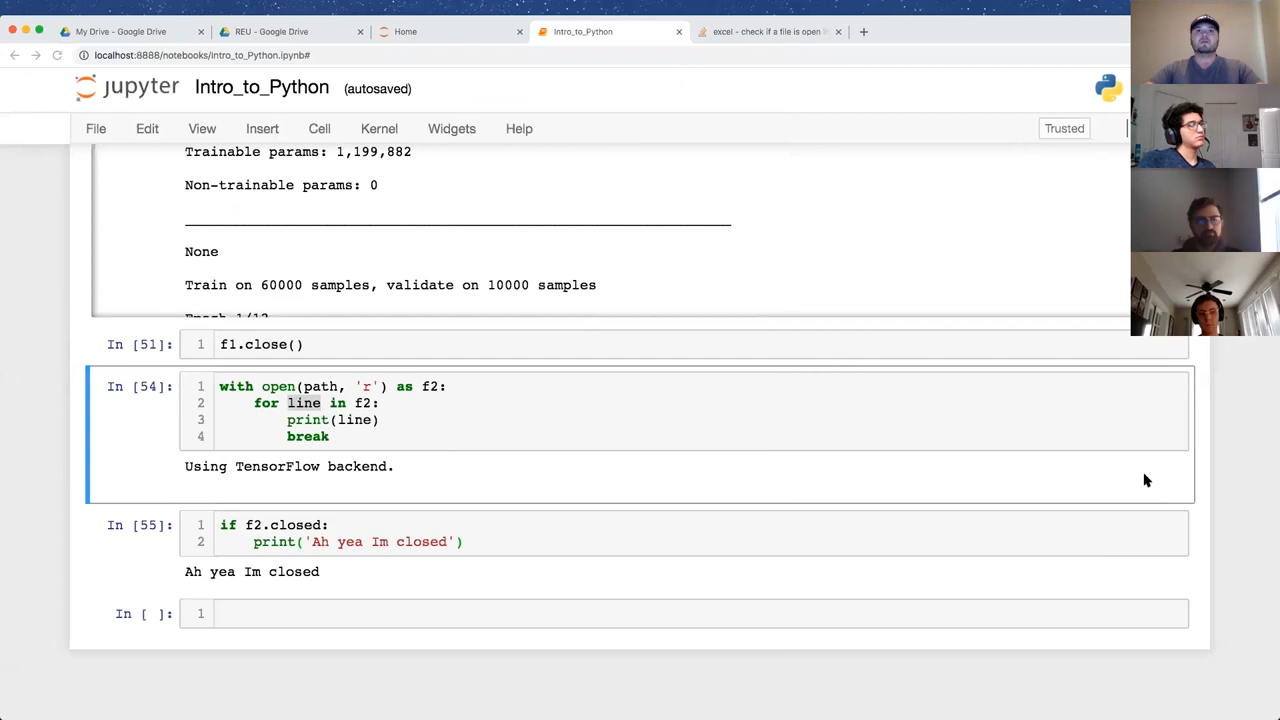 My Drive - Google Drive
REU - Google Drive
Home
Intro_to_Python
excel - check if a file is open i
localhost:8888/notebooks/Intro_to_Python.ipynb#
jupyter Intro_to_Python (autosaved)
File Edit View Insert Cell Kernel Widgets Help Trusted
Trainable params: 1,199,882
Non-trainable params: 0
_________________________________________________________________
None
Train on 60000 samples, validate on 10000 samples
Epoch 1/12
In [51]: 1 f1.close()
In [54]: 1 with open(path, 'r') as f2:
2 for line in f2:
3 print(line)
4 break
Using TensorFlow backend.
In [55]: 1 if f2.closed:
2 print('Ah yea Im closed')
Ah yea Im closed
In [ ]: 1